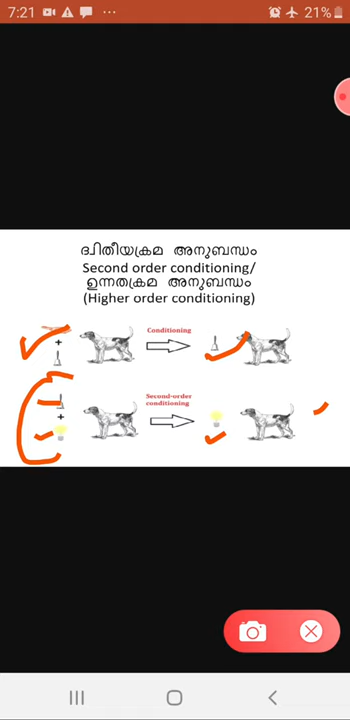 7:21
21%
ദ്വിതീയക്രമ അനുബന്ധം
Second order conditioning/
ഉന്നതക്രമ അനുബന്ധം
(Higher order conditioning)
Conditioning
+
Second-order
conditioning
+